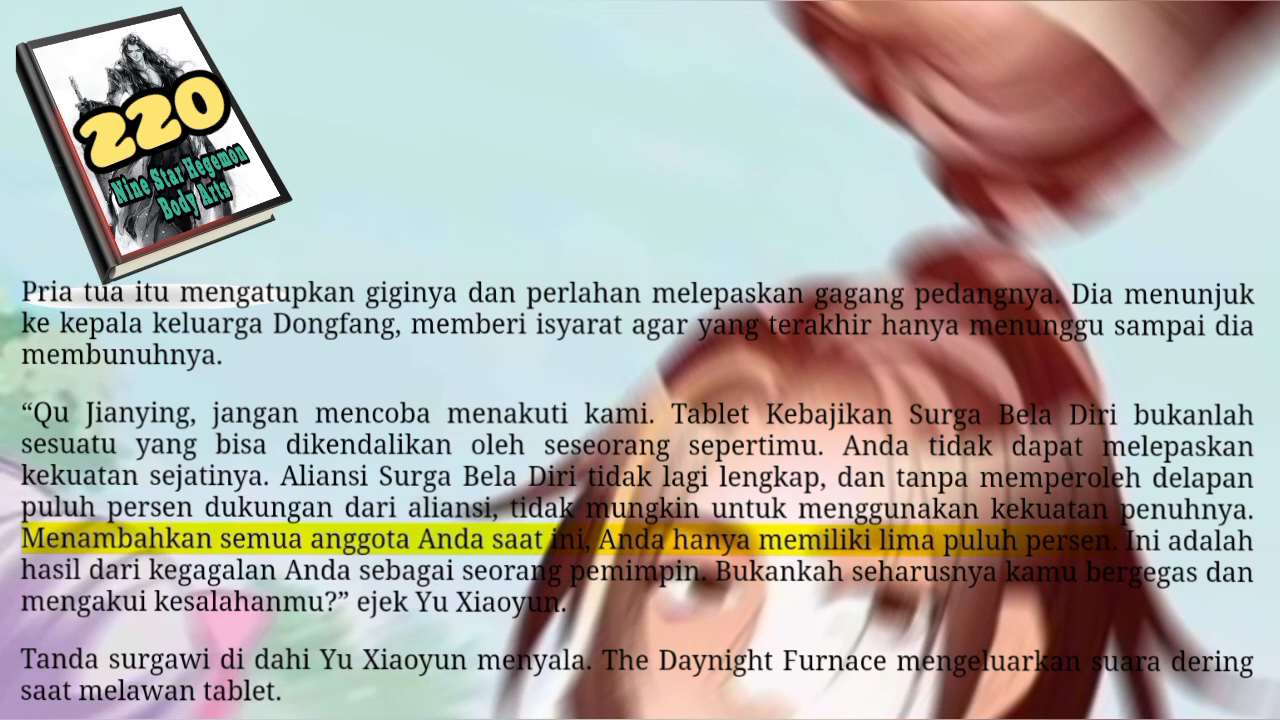 220
Nine Star Hegemon
Body Arts
Pria tua itu mengatupkan giginya dan perlahan melepaskan gagang pedangnya. Dia menunjuk
ke kepala keluarga Dongfang, memberi isyarat agar yang terakhir hanya menunggu sampai dia
membunuhnya.
“Qu Jianying, jangan mencoba menakuti kami. Tablet Kebajikan Surga Bela Diri bukanlah
sesuatu yang bisa dikendalikan oleh seseorang sepertimu. Anda tidak dapat melepaskan
kekuatan sejatinya. Aliansi Surga Bela Diri tidak lagi lengkap, dan tanpa memperoleh delapan
puluh persen dukungan dari aliansi, tidak mungkin untuk menggunakan kekuatan penuhnya.
Menambahkan semua anggota Anda saat ini, Anda hanya memiliki lima puluh persen. Ini adalah
hasil dari kegagalan Anda sebagai seorang pemimpin. Bukankah seharusnya kamu bergegas dan
mengakui kesalahanmu?” ejek Yu Xiaoyun.
Tanda surgawi di dahi Yu Xiaoyun menyala. The Daynight Furnace mengeluarkan suara dering
saat melawan tablet.